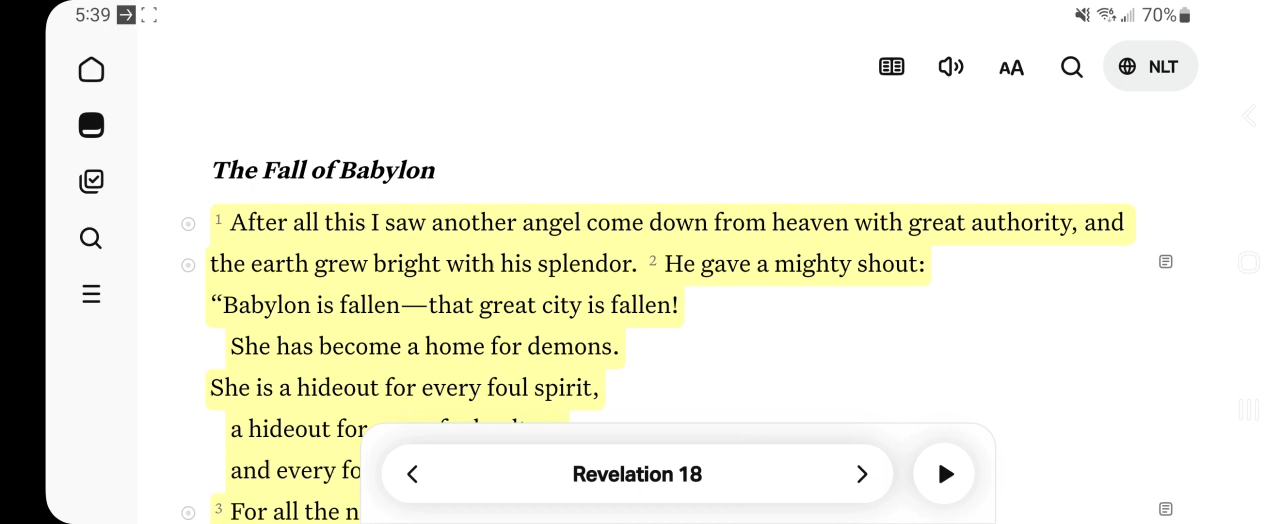 5:39
70%
AA
NLT
The Fall of Babylon
1 After all this I saw another angel come down from heaven with great authority, and
the earth grew bright with his splendor. 2 He gave a mighty shout:
“Babylon is fallen—that great city is fallen!
She has become a home for demons.
She is a hideout for every foul spirit,
a hideout for
and every
Revelation 18
3 For all the